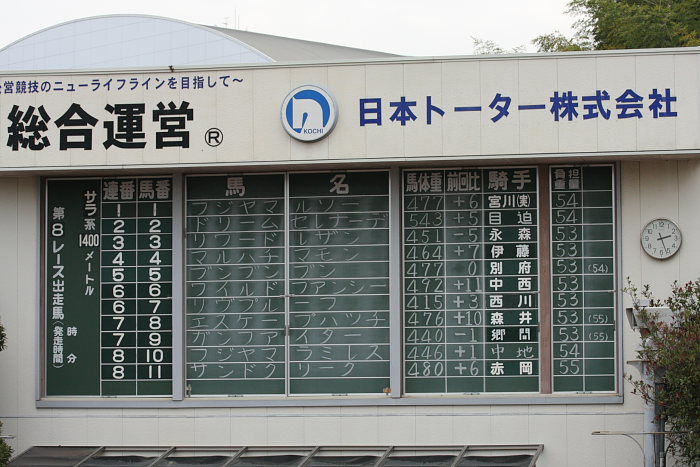 公営競技のニューライフラインを目指して〜
総合運営®
KOCHI
日本トーター株式会社
第8レース出走馬(発走時間) 時 分
サラ系 1400メートル
連番 馬番 馬名 馬体重 前回比 騎手 負担重量
1 1 フジヤマ ルソー 477 +6 宮川(実) 54
2 2 ドリニム セレナーデ 543 +5 目迫 54
3 3 リフード レザン 451 -5 永森 53
4 4 マルハチ マモン 464 +7 伊藤 53
5 5 ブンブン ブン 477 0 別府 53 (54)
6 6 ワイルド ファンシー 492 +11 中西 53
6 7 リヴプル ーフ 415 +3 西川 53
7 8 エスケープ ハツチ 476 +10 森井 53 (55)
7 9 ファイター 440 -1 郷間 53 (55)
8 10 フジヤマ ラミレス 446 +1 中地 54
8 11 サンドク リーク 480 +6 赤岡 55